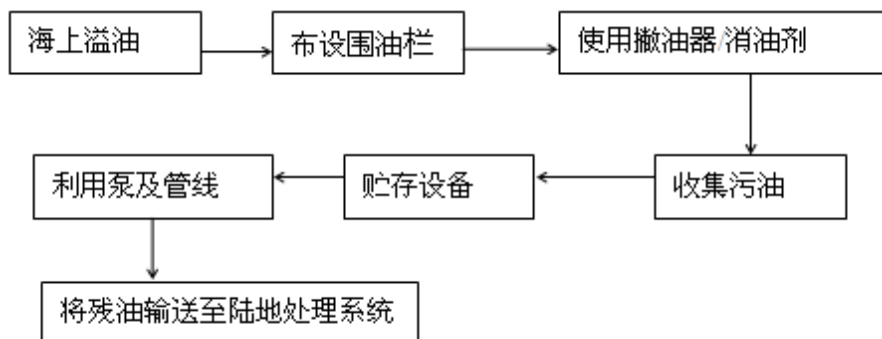 海上溢油
布设围油栏
使用撇油器/消油剂
收集污油
贮存设备
利用泵及管线
将残油输送至陆地处理系统